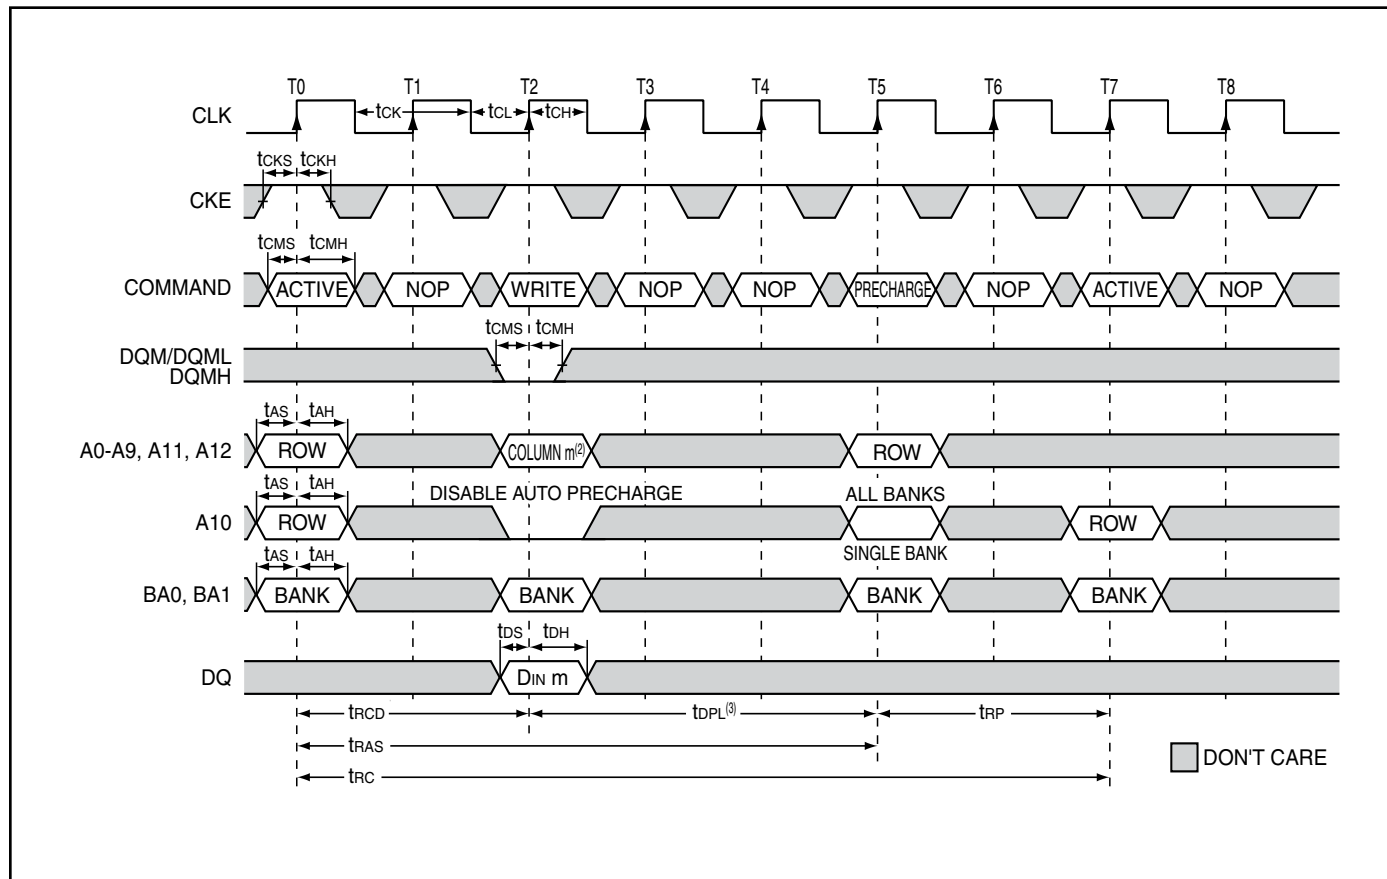 T0 T1 T2 T3 T4 T5 T6 T7 T8
CLK tCK tCL tCH
tCKS tCKH
CKE
tCMS tCMH
COMMAND ACTIVE NOP WRITE NOP NOP PRECHARGE NOP ACTIVE NOP
tCMS tCMH
DQM/DQML
DQMH
tAS tAH
A0-A9, A11, A12 ROW COLUMN m(2) ROW
tAS tAH DISABLE AUTO PRECHARGE ALL BANKS
A10 ROW ROW
tAS tAH SINGLE BANK
BA0, BA1 BANK BANK BANK BANK
tDS tDH
DQ DIN m
tRCD tDPL(3) tRP
tRAS
DON'T CARE
tRC